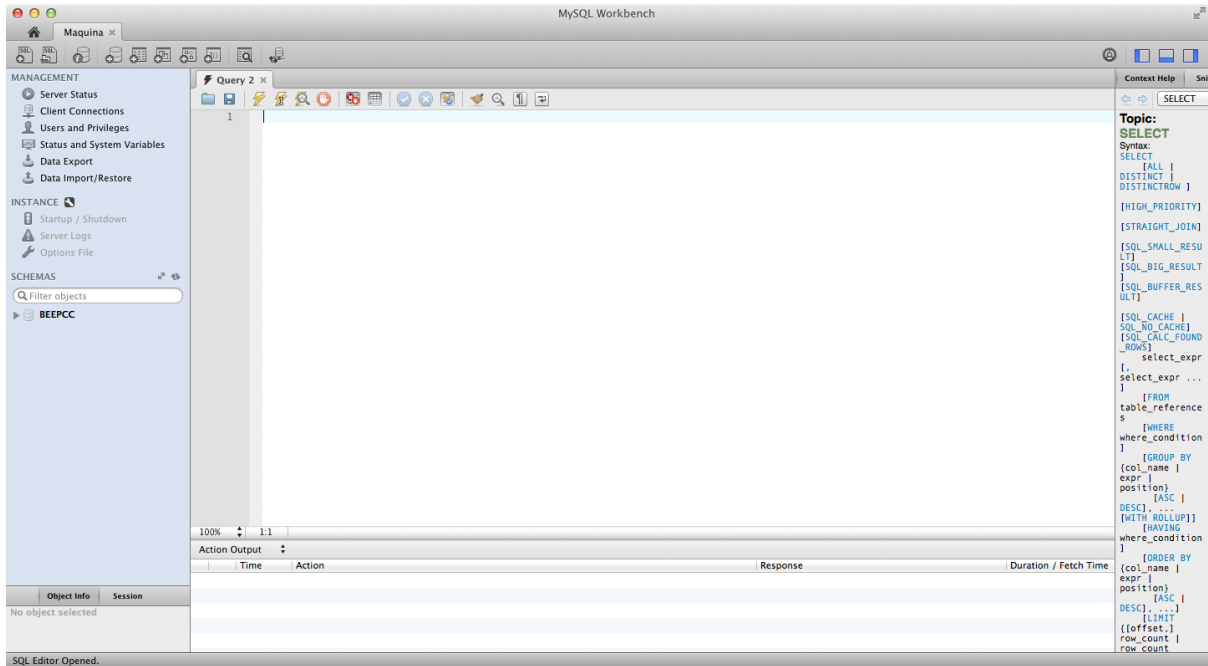 MySQL Workbench
Maquina
MANAGEMENT
Server Status
Client Connections
Users and Privileges
Status and System Variables
Data Export
Data Import/Restore
INSTANCE
Startup / Shutdown
Server Logs
Options File
SCHEMAS
Filter objects
BEEPCC
Object Info Session
No object selected
SQL Editor Opened.
Query 2
1
100% 1:1
Action Output
Time Action Response Duration / Fetch Time
Context Help Sni
SELECT
Topic:
SELECT
Syntax:
SELECT
[ALL |
DISTINCT |
DISTINCTROW ]
[HIGH_PRIORITY]
[STRAIGHT_JOIN]
[SQL_SMALL_RESU
LT]
[SQL_BIG_RESULT
]
[SQL_BUFFER_RES
ULT]
[SQL_CACHE |
SQL_NO_CACHE]
[SQL_CALC_FOUND
_ROWS]
select_expr
[,
select_expr ...
]
[FROM
table_reference
s
[WHERE
where_condition
]
[GROUP BY
{col_name |
expr |
position}
[ASC |
DESC], ...
[WITH ROLLUP]]
[HAVING
where_condition
]
[ORDER BY
{col_name |
expr |
position}
[ASC |
DESC], ...]
[LIMIT
{[offset,]
row_count |
row_count